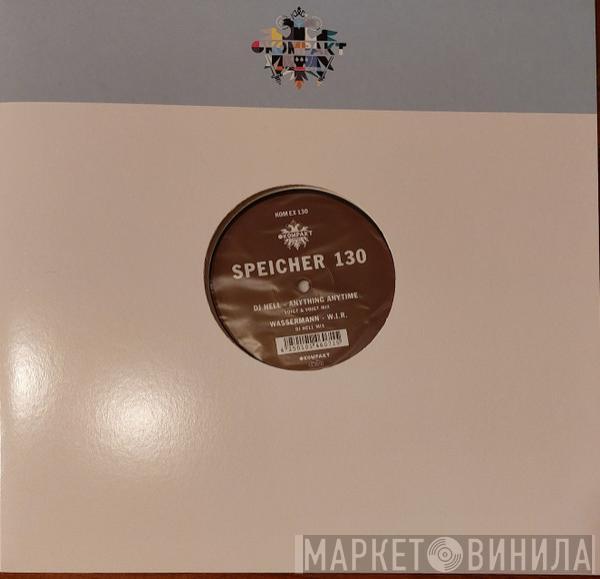 KOMPAKT
KOM EX 130
KOMPAKT
SPEICHER 130
DJ HELL - ANYTHING ANYTIME
VOIGT & VOIGT MIX
WASSERMANN - W.I.R.
DJ HELL MIX
KOMPAKT
МАРКЕТ ВИНИЛА